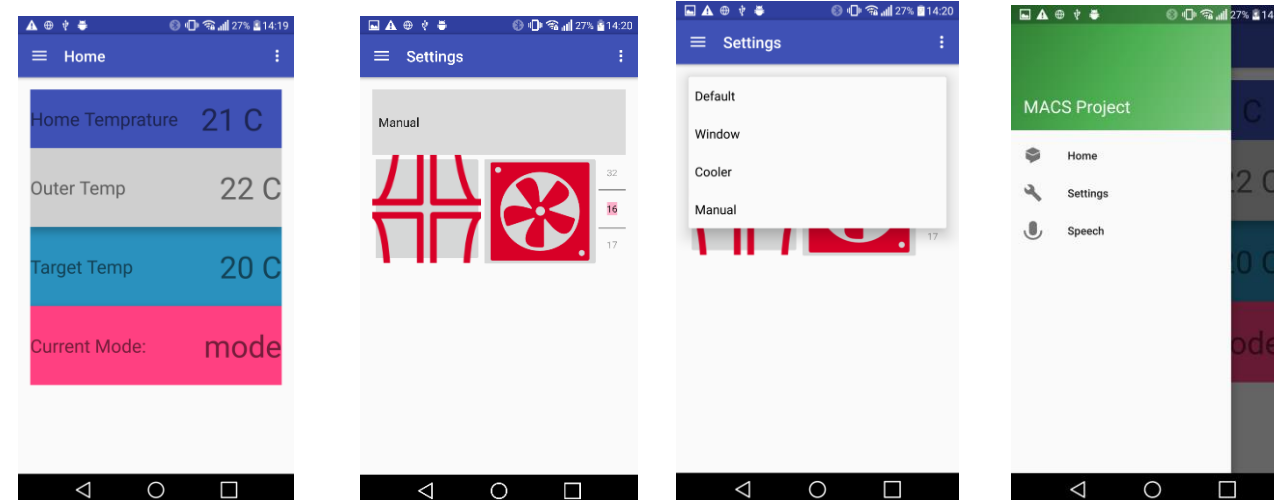 27% 14:19
Home
Home Temprature 21 C
Outer Temp 22 C
Target Temp 20 C
Current Mode: mode
27% 14:20
Settings
Manual
32
16
17
27% 14:20
Settings
Default
Window
Cooler
Manual
17
27% 14
MACS Project
C
Home
Settings
Speech
2 C
0 C
ode